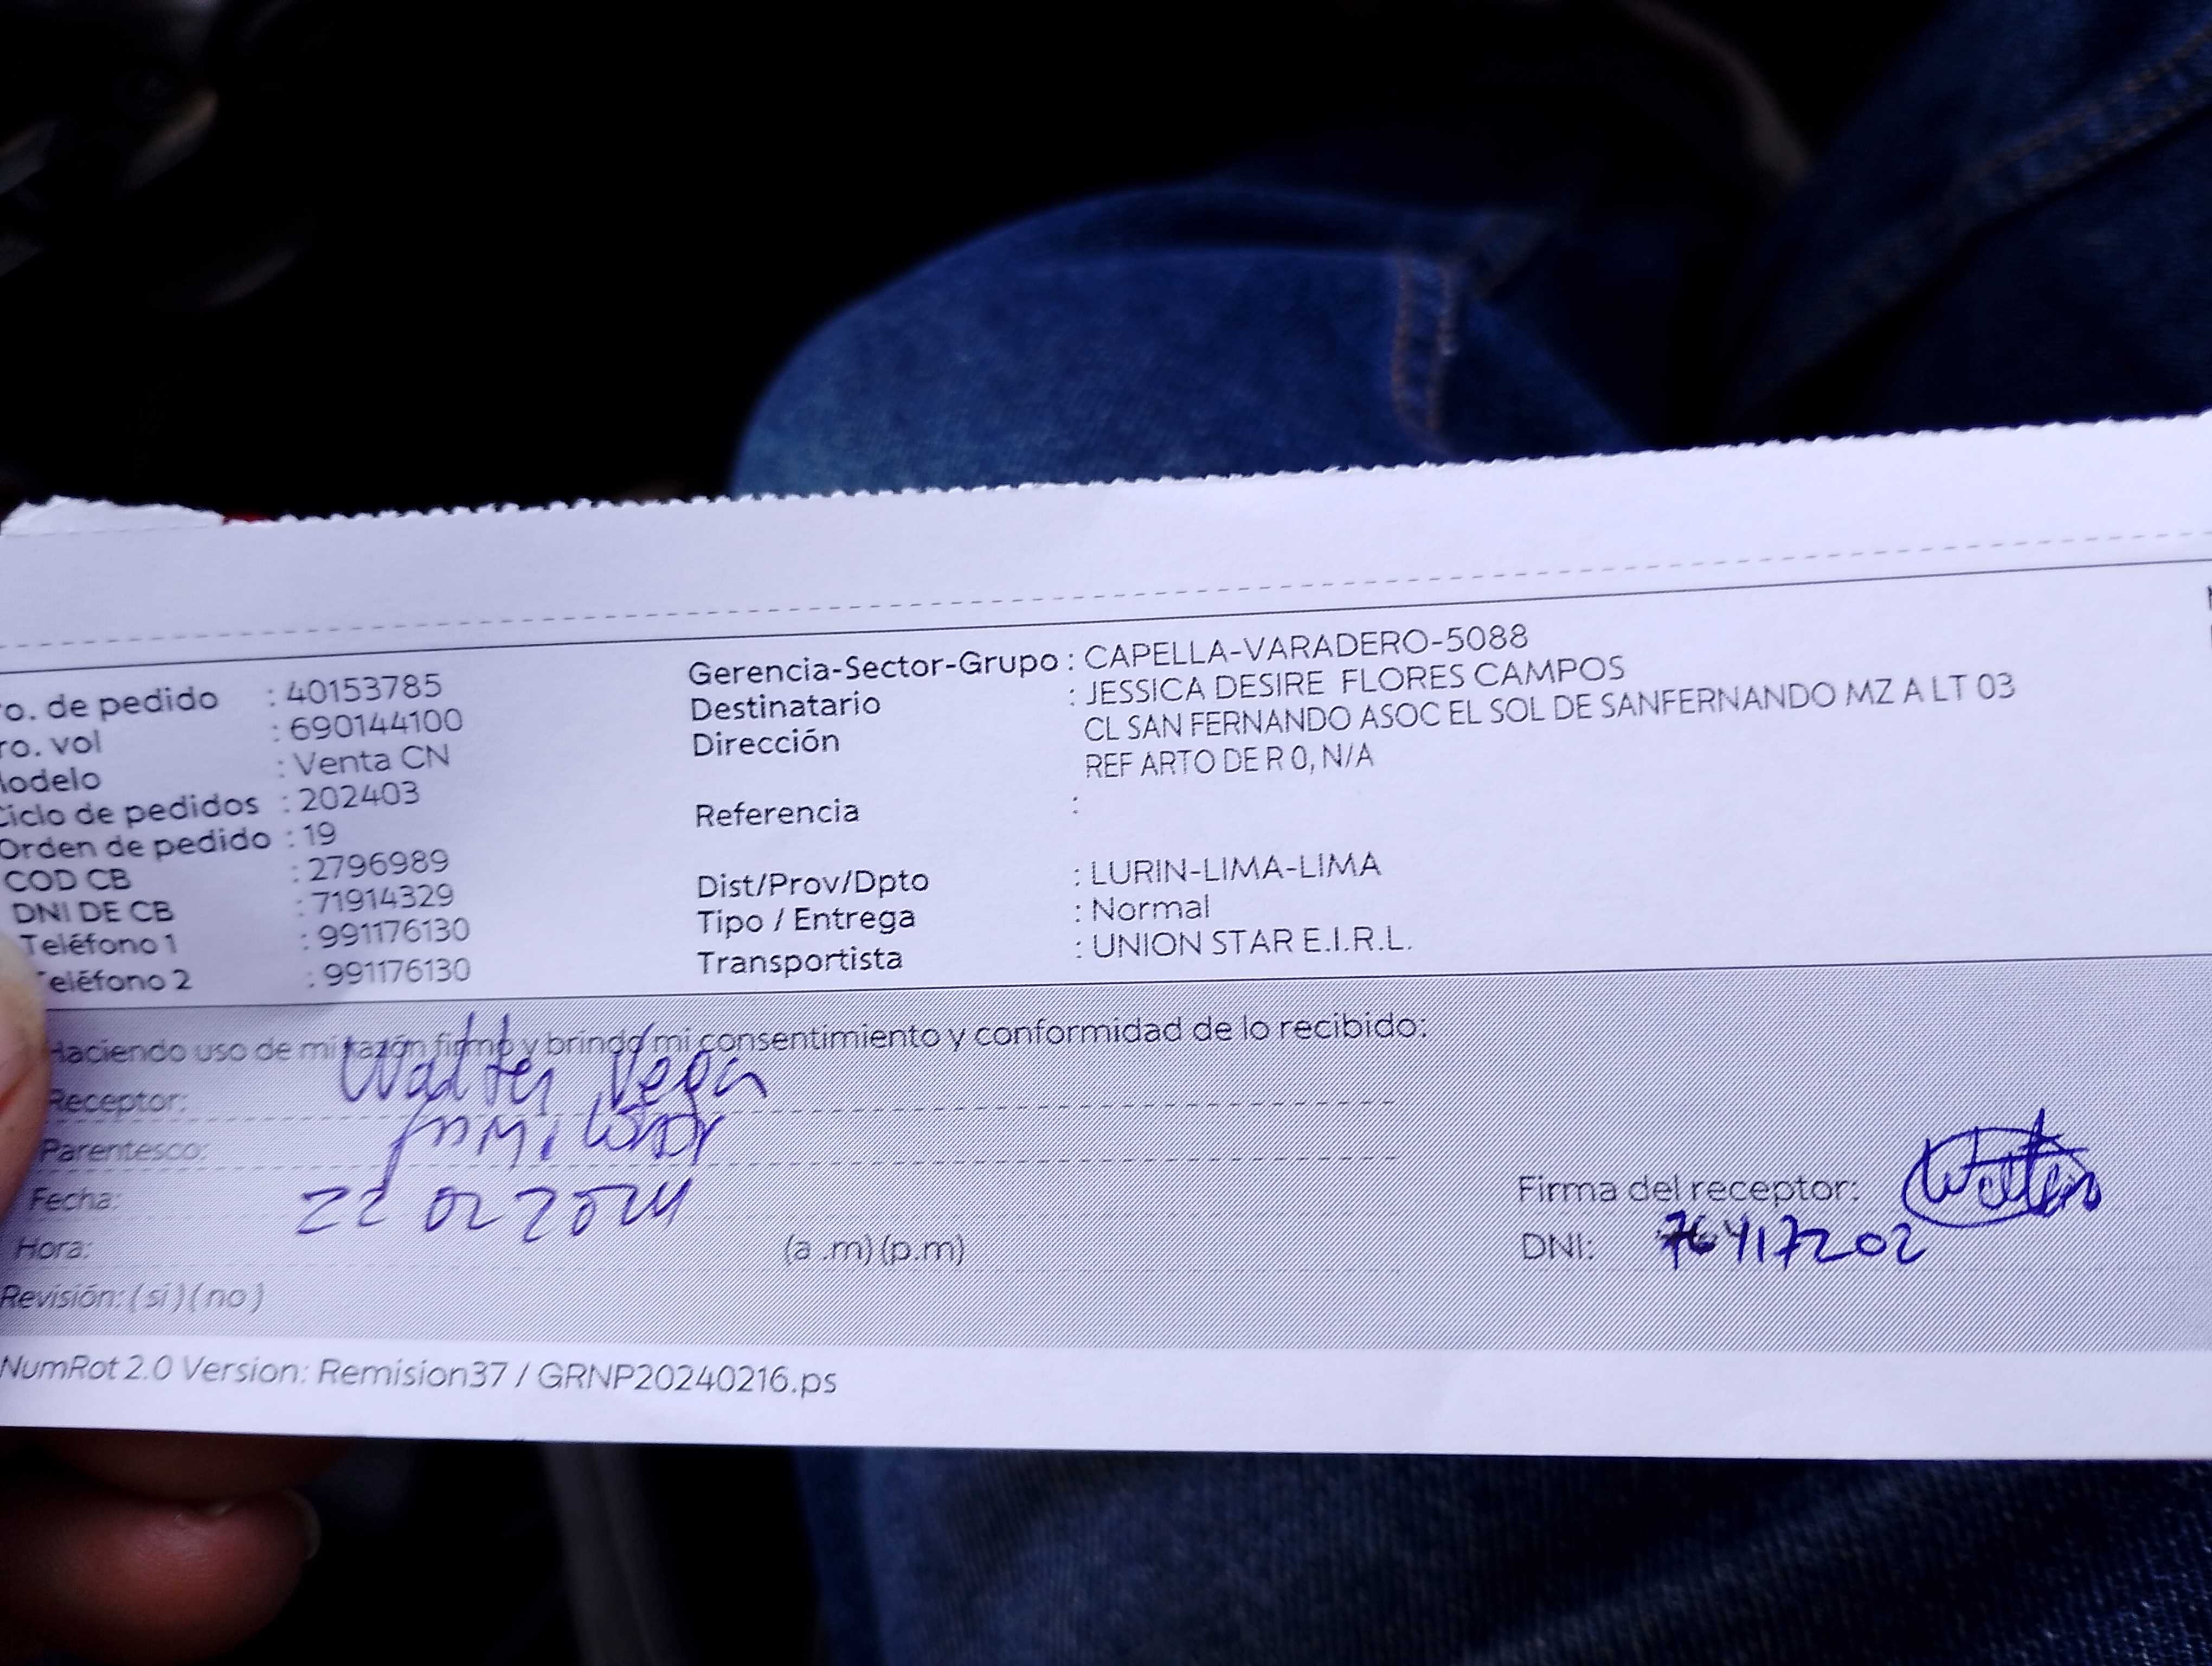 ro. de pedido : 40153785
ro. vol : 690144100
lodelo : Venta CN
Ciclo de pedidos : 202403
Orden de pedido : 19
COD CB : 2796989
DNI DE CB : 71914329
Teléfono 1 : 991176130
eléfono 2 : 991176130
Gerencia-Sector-Grupo : CAPELLA-VARADERO-5088
Destinatario : JESSICA DESIRE FLORES CAMPOS
Dirección CL SAN FERNANDO ASOC EL SOL DE SANFERNANDO MZ A LT 03
REF ARTO DE R 0, N/A
Referencia :
Dist/Prov/Dpto : LURIN-LIMA-LIMA
Tipo / Entrega : Normal
Transportista : UNION STAR E.I.R.L.
Haciendo uso de mi razón firmo y brindo mi consentimiento y conformidad de lo recibido:
Receptor: Walter Vega
Parentesco:
Fecha: 22 02 2024
Hora: (a .m) (p.m)
Revisión: ( si ) ( no )
Firma del receptor: Walter
DNI: 76417202
NumRot 2.0 Version: Remision37 / GRNP20240216.ps